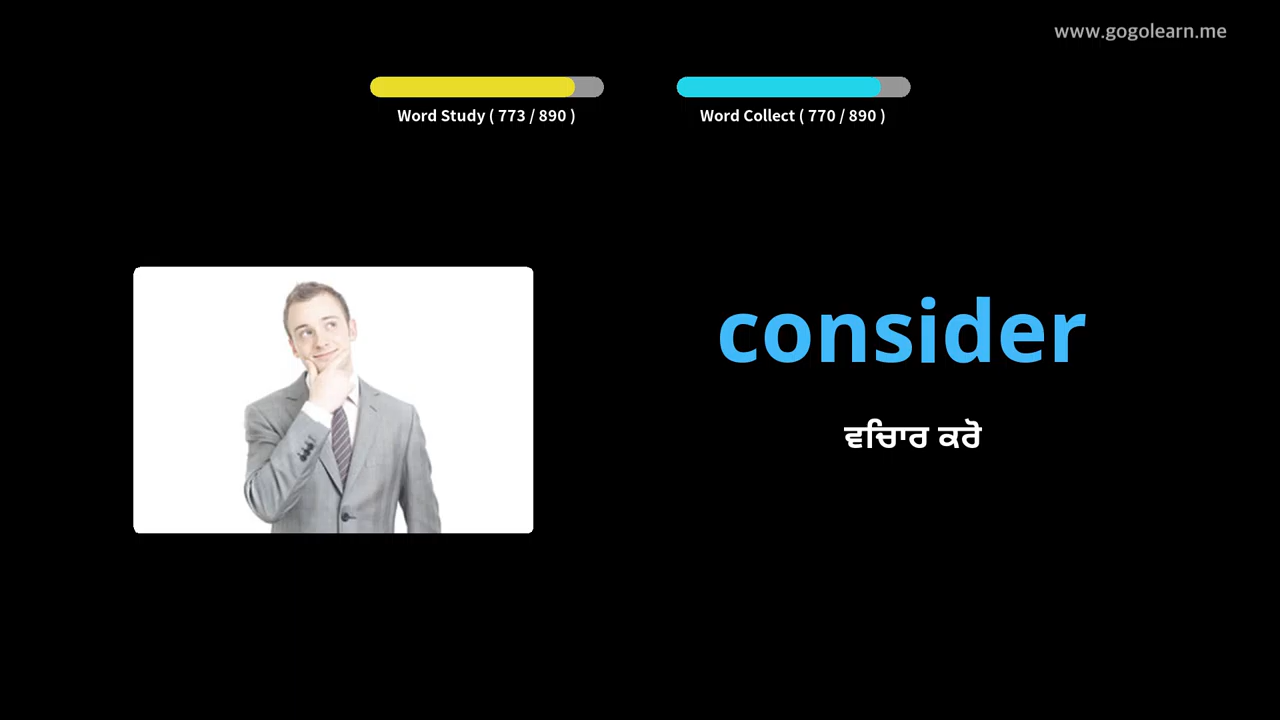 www.gogolearn.me
Word Study ( 773 / 890 )
Word Collect ( 770 / 890 )
consider
ਵਿਚਾਰ ਕਰੋ